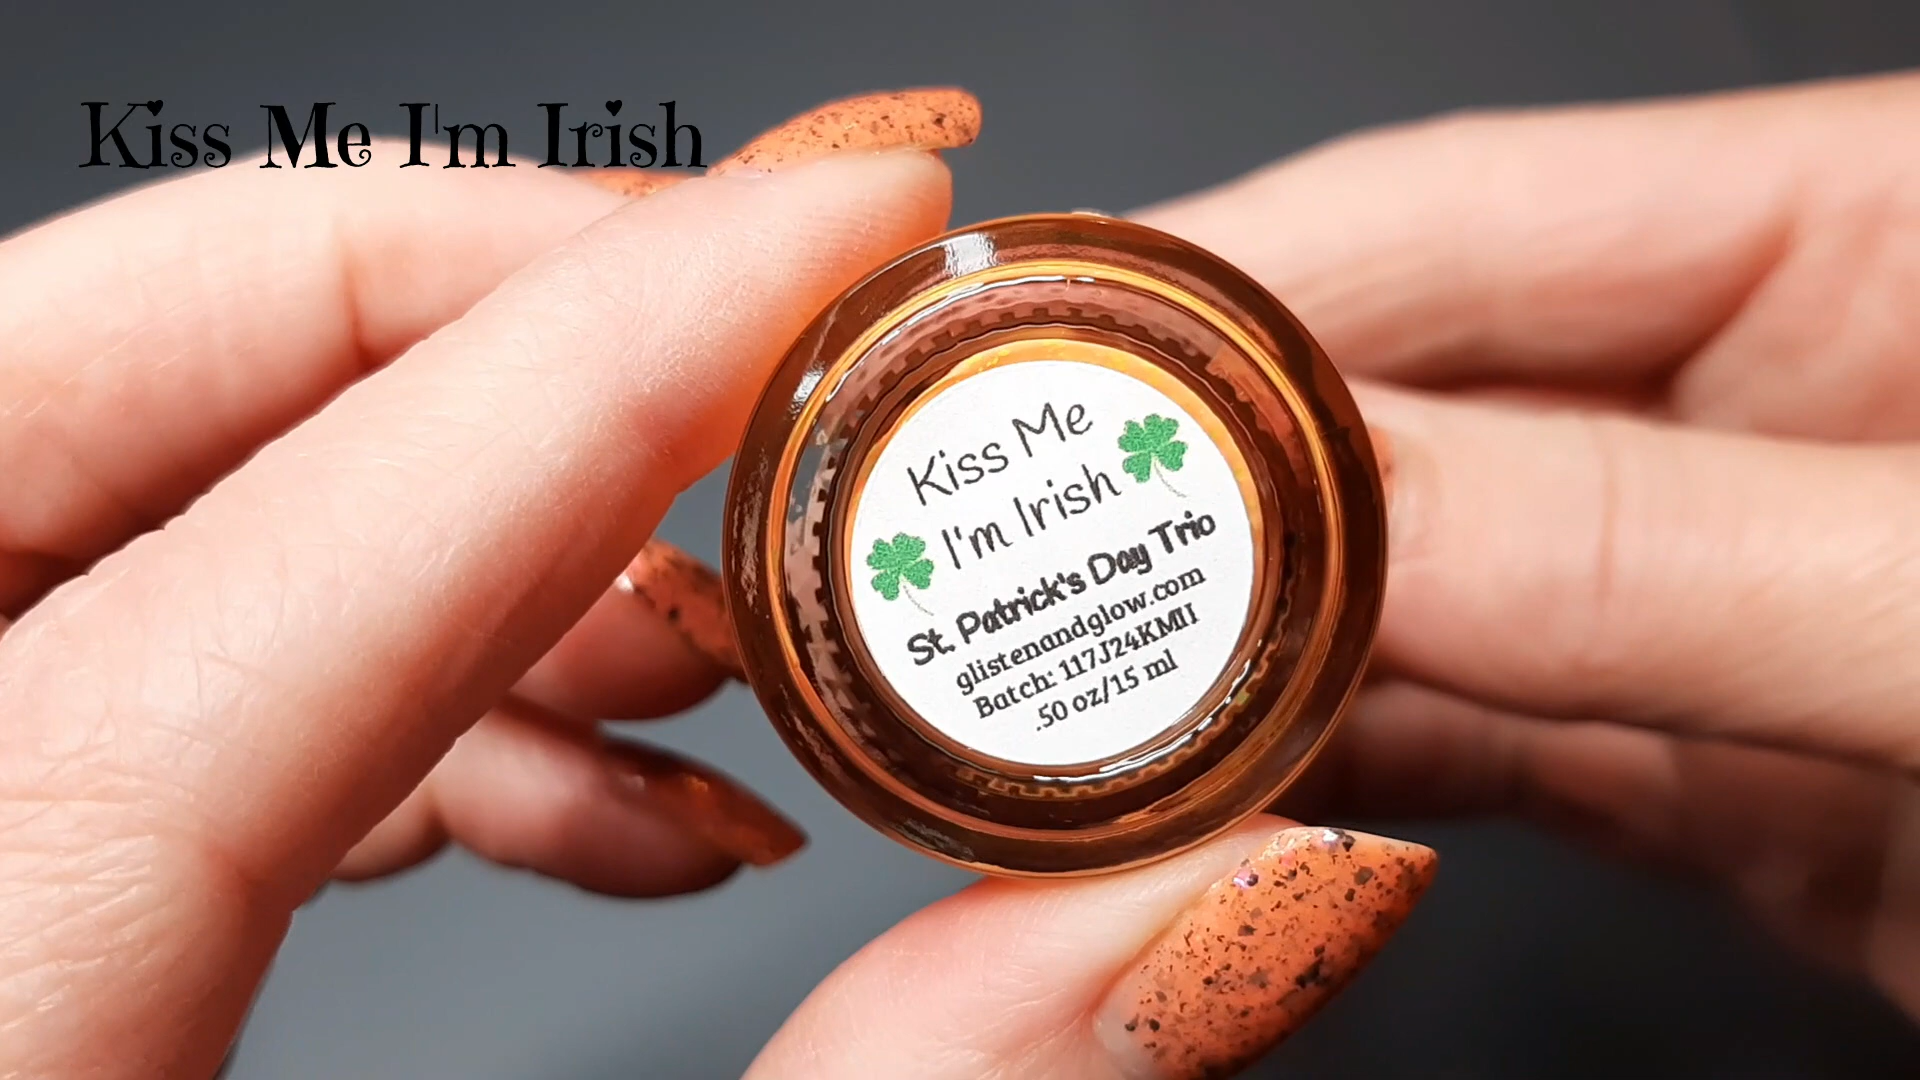 Kiss Me I'm Irish
Kiss Me
I'm Irish
St. Patrick's Day Trio
glistenandglow.com
Batch: 117J24KMII
.50 oz/15 ml